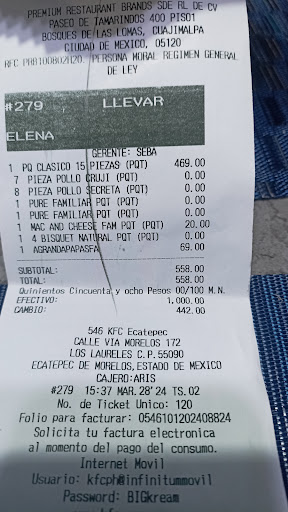 PREMIUM RESTAURANT BRANDS SDE RL DE CV
PASEO DE TAMARINDOS 400 PISO1
BOSQUES DE LAS LOMAS, CUAJIMALPA
CIUDAD DE MEXICO, 05120
RFC PRB100802H20. PERSONA MORAL REGIMEN GENERAL
DE LEY
#279 LLEVAR
ELENA
GERENTE: SEBA
1 PQ CLASICO 15 PIEZAS (PQT) 469.00
7 PIEZA POLLO CRUJI (PQT) 0.00
8 PIEZA POLLO SECRETA (PQT) 0.00
1 PURE FAMILIAR PQT (PQT) 0.00
1 PURE FAMILIAR PQT (PQT) 0.00
1 MAC AND CHEESE FAM PQT (PQT) 20.00
1 4 BISQUET NATURAL PQT (PQT) 0.00
1 AGRANDAPAPASFA 69.00
SUBTOTAL: 558.00
TOTAL: 558.00
Quinientos Cincuenta y ocho Pesos 00/100 M.N.
EFECTIVO: 1,000.00
CAMBIO: 442.00
546 KFC Ecatepec
CALLE VIA MORELOS 172
LOS LAURELES C.P.55090
ECATEPEC DE MORELOS, ESTADO DE MEXICO
CAJERO:ARIS
#279 15:37 MAR.28'24 TS.02
No. de Ticket Unico: 120
Folio para facturar: 0546101202408824
Solicita tu factura electronica
al momento del pago del consumo.
Internet Movil
Usuario: kfcph@infinitummovil
Password: BIGkream